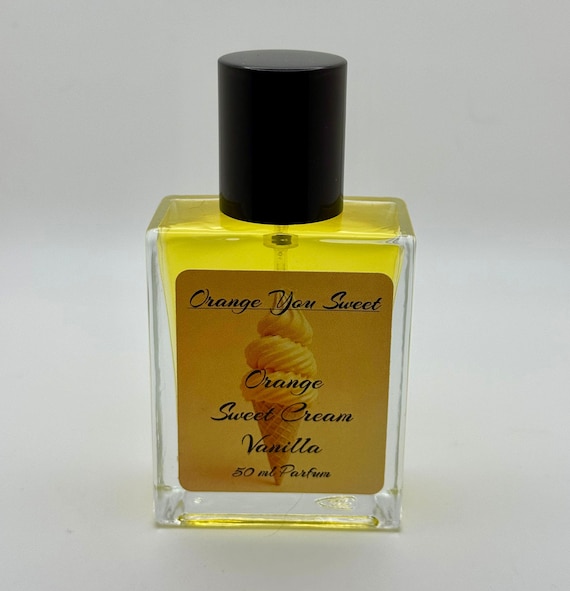 Orange You Sweet
Orange
Sweet Cream
Vanilla
50 ml Parfum